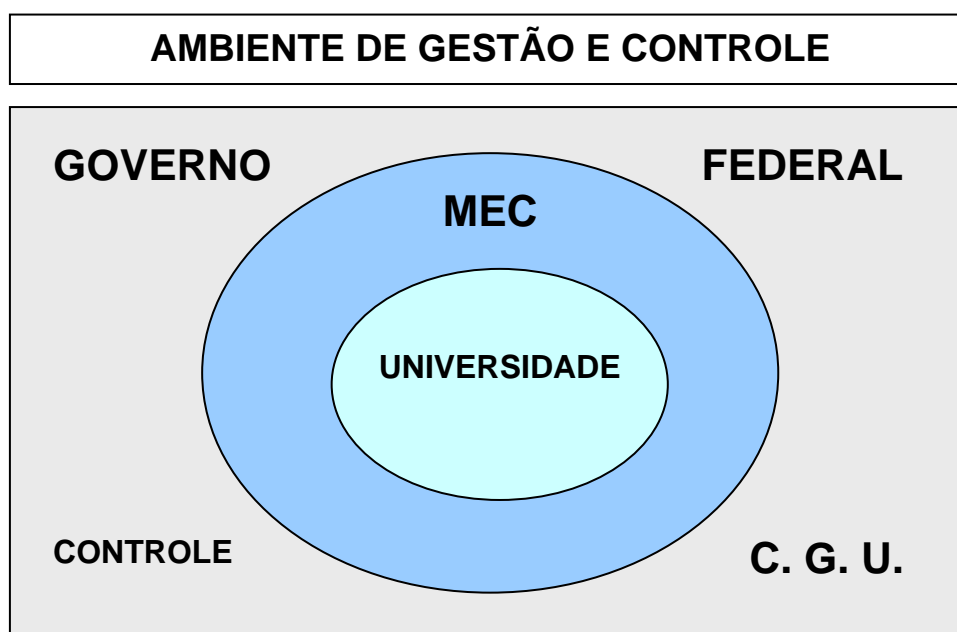 AMBIENTE DE GESTÃO E CONTROLE
GOVERNO FEDERAL
MEC
UNIVERSIDADE
CONTROLE C. G. U.